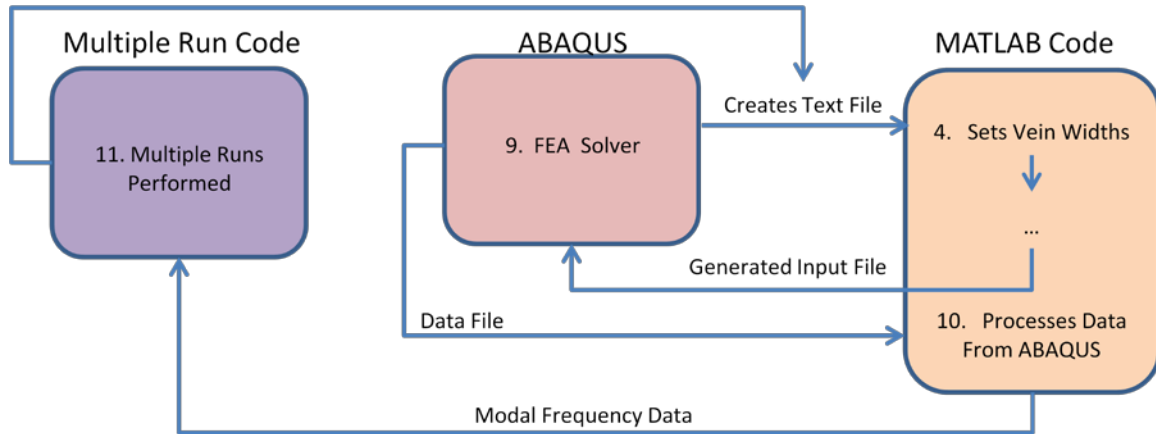 Multiple Run Code
ABAQUS
MATLAB Code
11. Multiple Runs
Performed
9. FEA Solver
Creates Text File
4. Sets Vein Widths
...
Generated Input File
Data File
10. Processes Data
From ABAQUS
Modal Frequency Data